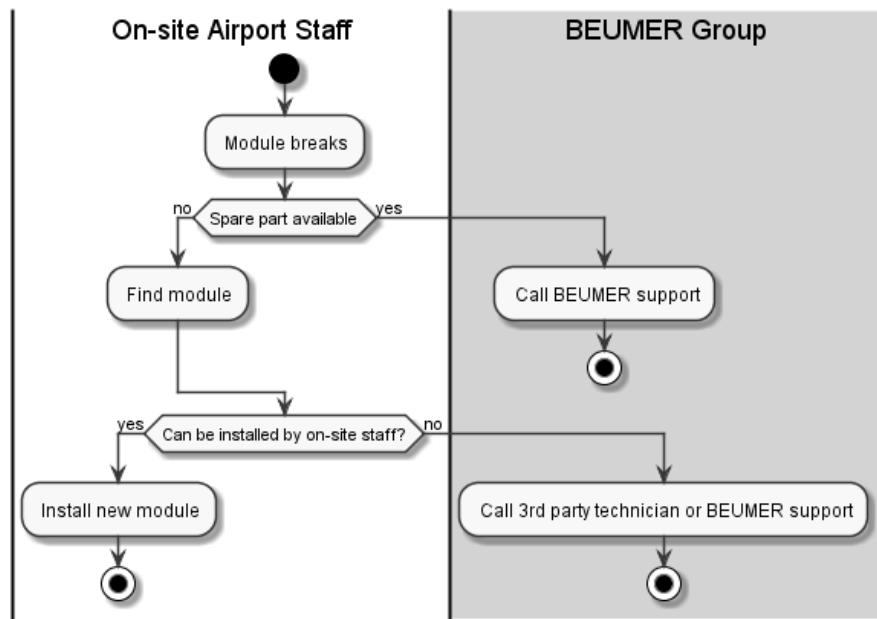 On-site Airport Staff
BEUMER Group
Module breaks
no
Spare part available
yes
Find module
Call BEUMER support
yes
Can be installed by on-site staff?
no
Install new module
Call 3rd party technician or BEUMER support